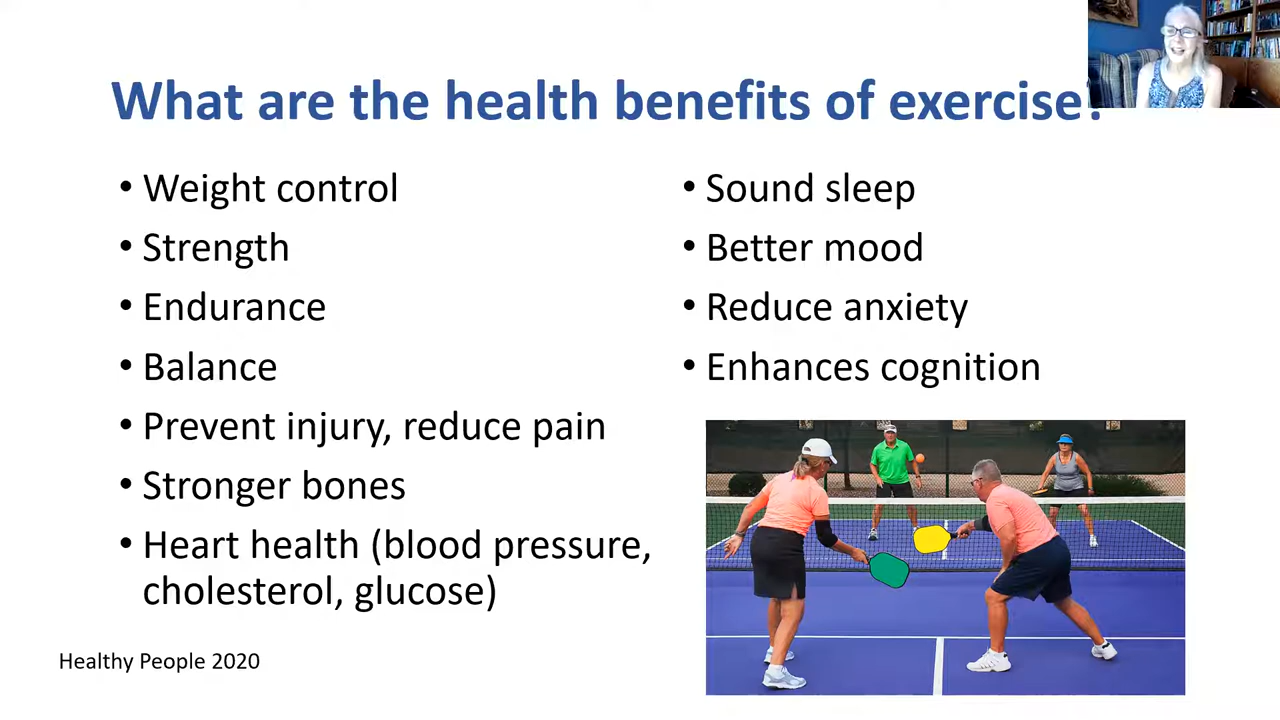 What are the health benefits of exercise?
• Weight control
• Strength
• Endurance
• Balance
• Prevent injury, reduce pain
• Stronger bones
• Heart health (blood pressure,
cholesterol, glucose)
• Sound sleep
• Better mood
• Reduce anxiety
• Enhances cognition
Healthy People 2020